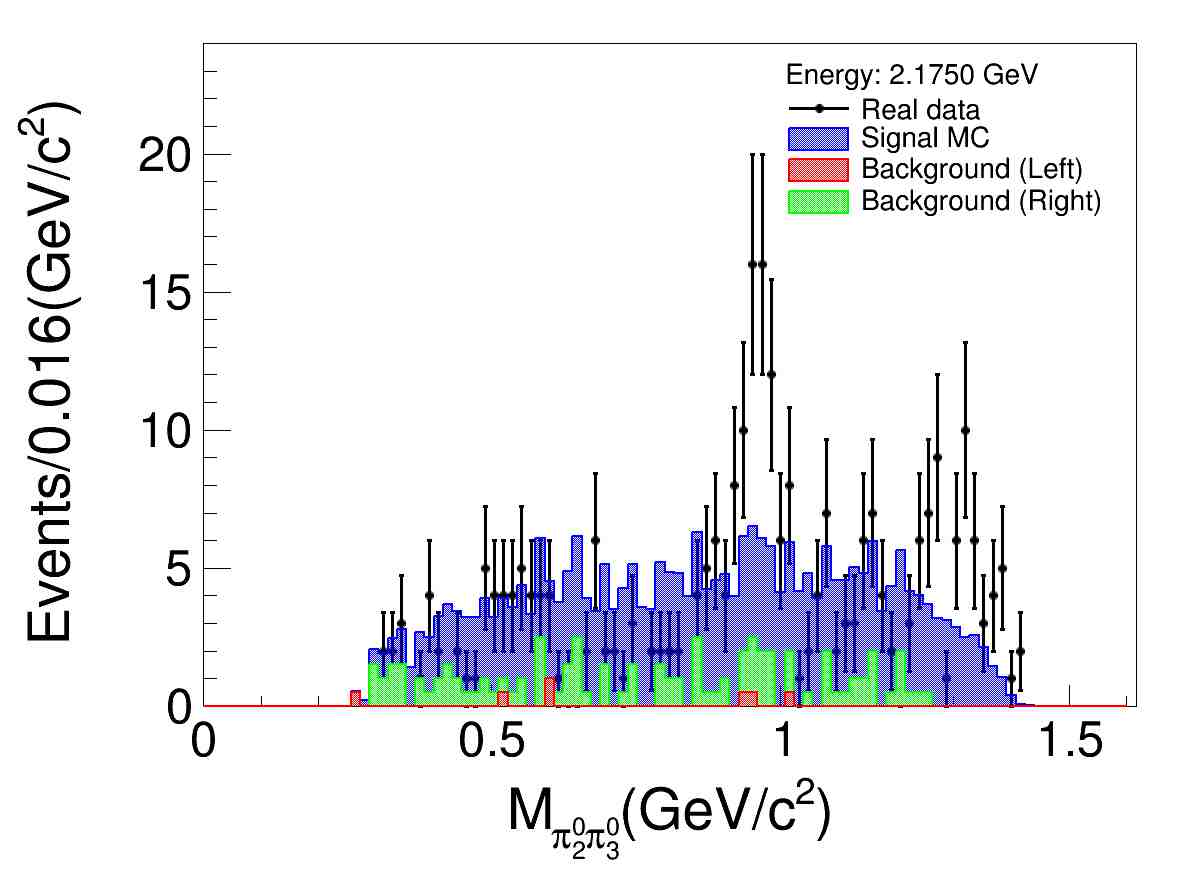 Events/0.016(GeV/c²)
Energy: 2.1750 GeV
Real data
Signal MC
Background (Left)
Background (Right)
20
15
10
5
0
0 0.5 1 1.5
M_{π⁰₂π⁰₃}(GeV/c²)